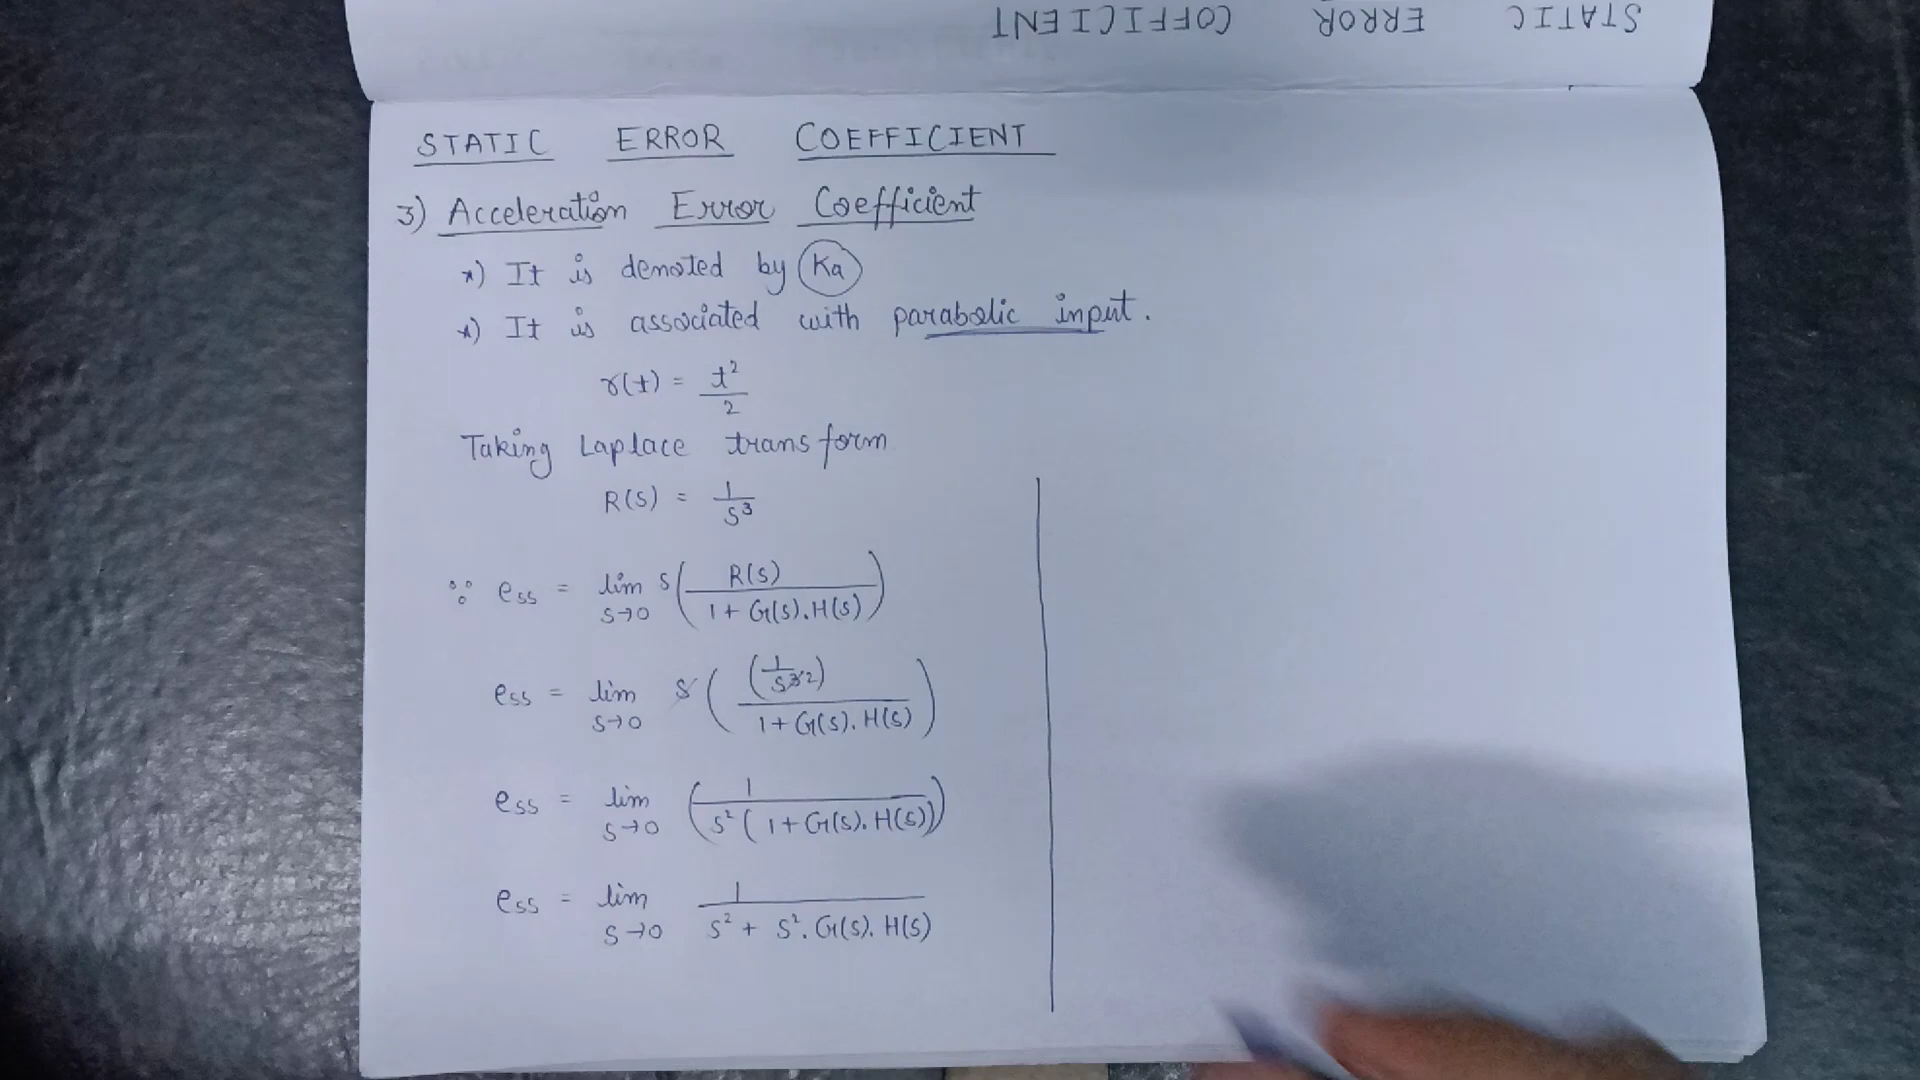 STATIC ERROR COFFICIENT
STATIC ERROR COEFFICIENT
3) Acceleration Error Coefficient
*) It is denoted by Ka
*) It is associated with parabolic input.
r(t) = t²/2
Taking Laplace transform
R(S) = 1/S³
∵ ess = lim S→0 S(R(S)/(1 + G(S).H(S)))
ess = lim S→0 S((1/S³2)/(1 + G(S).H(S)))
ess = lim S→0 (1/(S²(1 + G(S).H(S))))
ess = lim S→0 1/(S² + S².G(S).H(S))